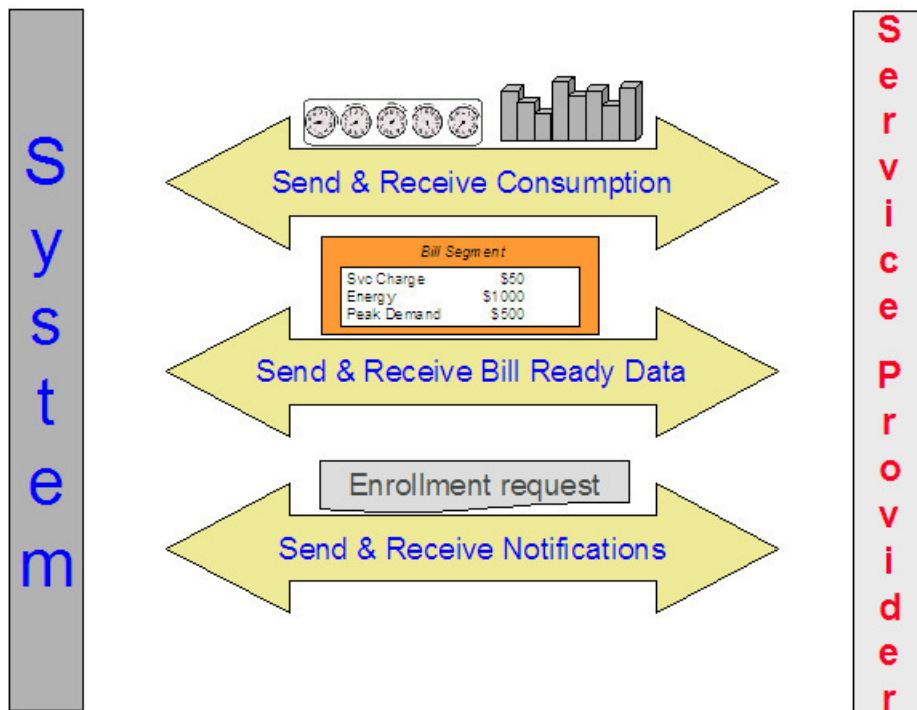 System
Send & Receive Consumption
Bill Segment
Svc Charge $50
Energy $1000
Peak Demand $500
Send & Receive Bill Ready Data
Enrollment request
Send & Receive Notifications
Service Provider